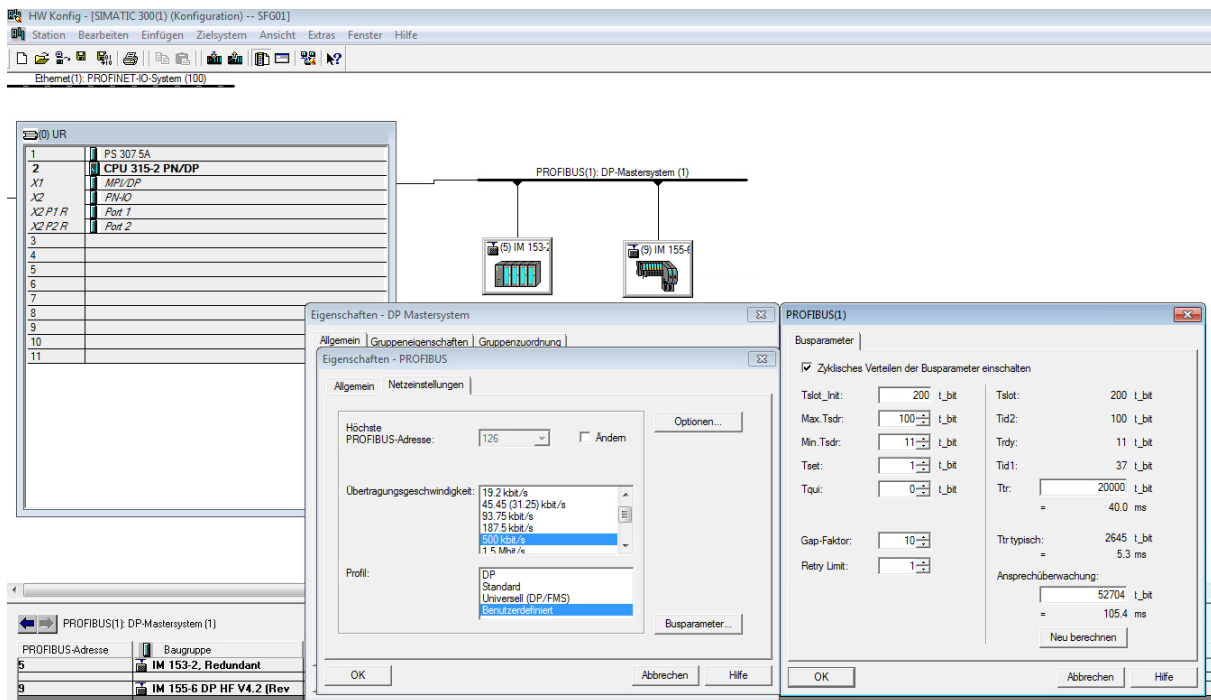 HW Konfig - [SIMATIC 300(1) (Konfiguration) -- SFG01]
Station Bearbeiten Einfügen Zielsystem Ansicht Extras Fenster Hilfe
Ethernet(1): PROFINET-IO-System (100)
(0) UR
1 PS 307 5A
2 CPU 315-2 PN/DP
X1 MPI/DP
X2 PN-IO
X2 P1 R Port 1
X2 P2 R Port 2
3
4
5
6
7
8
9
10
11
PROFIBUS(1): DP-Mastersystem (1)
(5) IM 153-2
(9) IM 155-6
Eigenschaften - DP Mastersystem
Allgemein Gruppeneigenschaften Gruppenzuordnung
Eigenschaften - PROFIBUS
Allgemein Netzeinstellungen
Höchste
PROFIBUS-Adresse: 126 Ändern
Optionen...
Übertragungsgeschwindigkeit: 19.2 kbit/s
45.45 (31.25) kbit/s
93.75 kbit/s
187.5 kbit/s
500 kbit/s
1.5 Mbit/s
Profil: DP
Standard
Universell (DP/FMS)
Benutzerdefiniert
Busparameter...
OK Abbrechen Hilfe
PROFIBUS(1)
Busparameter
Zyklisches Verteilen der Busparameter einschalten
Tslot_Init: 200 t_bit
Max.Tsdr: 100 t_bit
Min.Tsdr: 11 t_bit
Tset: 1 t_bit
Tqui: 0 t_bit
Gap-Faktor: 10
Retry Limit: 1
Tslot: 200 t_bit
Tid2: 100 t_bit
Trdy: 11 t_bit
Tid1: 37 t_bit
Ttr: 20000 t_bit
= 40.0 ms
Ttr typisch: 2645 t_bit
= 5.3 ms
Ansprechüberwachung:
52704 t_bit
= 105.4 ms
Neu berechnen
OK Abbrechen Hilfe
PROFIBUS(1): DP-Mastersystem (1)
PROFIBUS-Adresse Baugruppe
5 IM 153-2, Redundant
9 IM 155-6 DP HF V4.2 (Rev